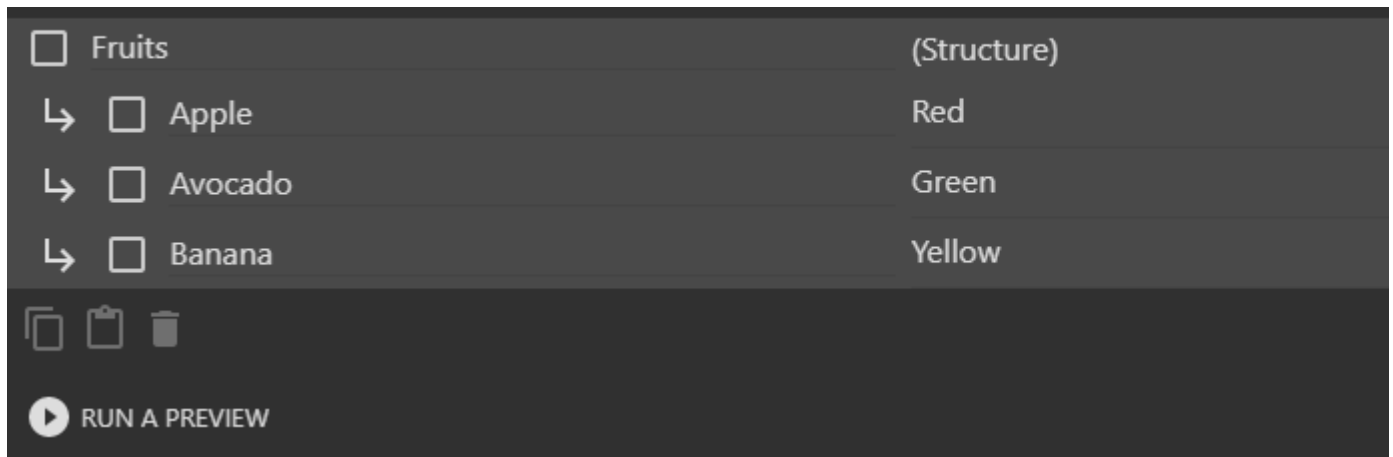 Fruits (Structure)
Apple Red
Avocado Green
Banana Yellow
RUN A PREVIEW